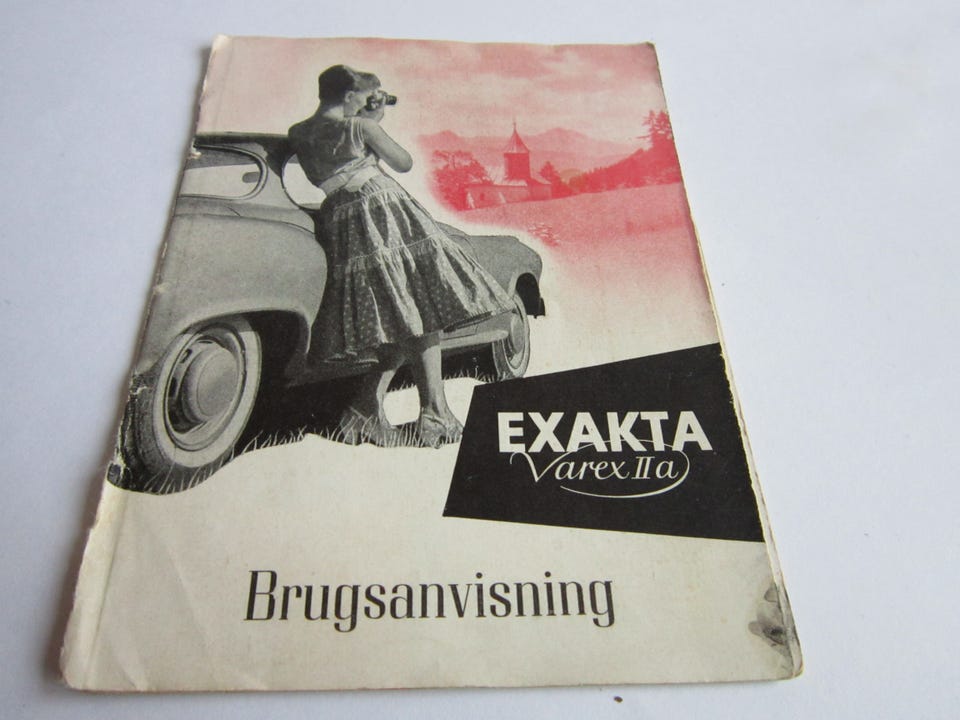 EXAKTA
Varex IIa
Brugsanvisning